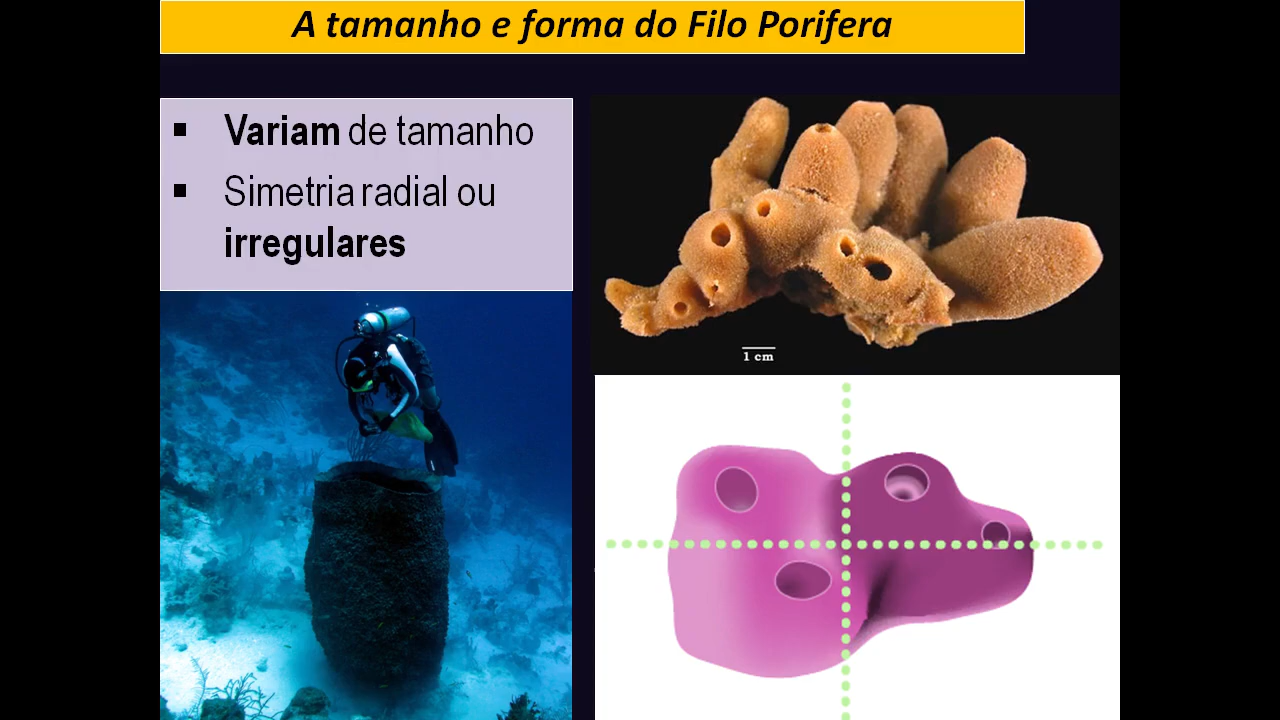 A tamanho e forma do Filo Porifera
▪ Variam de tamanho
▪ Simetria radial ou
irregulares
1 cm